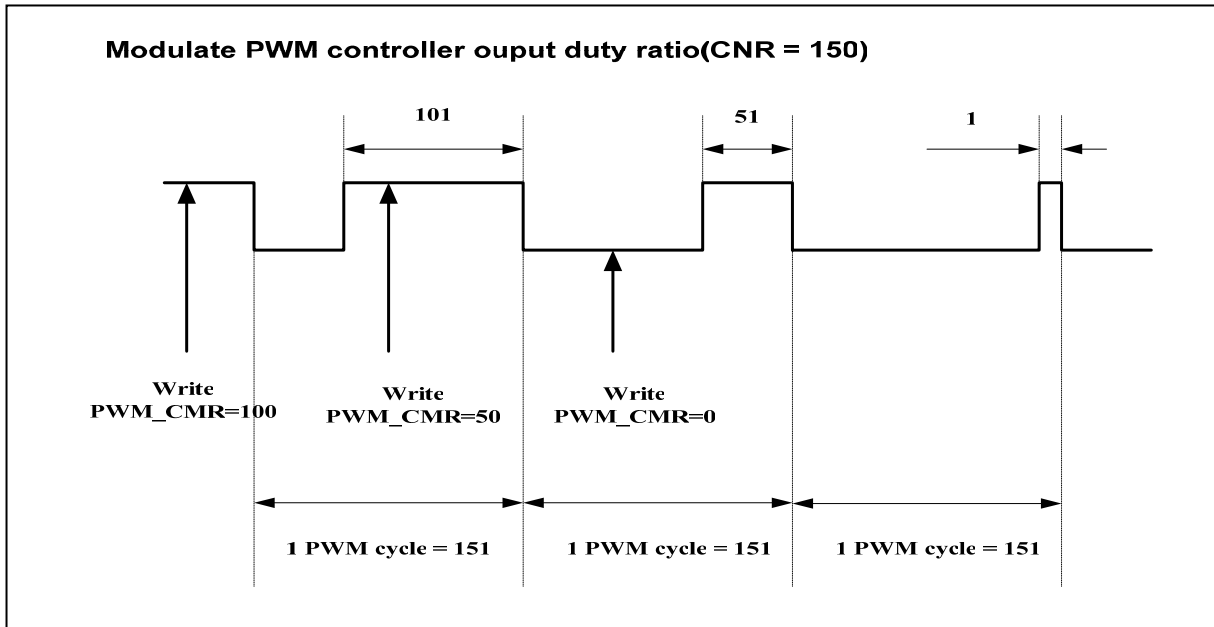 Modulate PWM controller ouput duty ratio(CNR = 150)
101
51
1
Write
PWM_CMR=100
Write
PWM_CMR=50
Write
PWM_CMR=0
1 PWM cycle = 151
1 PWM cycle = 151
1 PWM cycle = 151